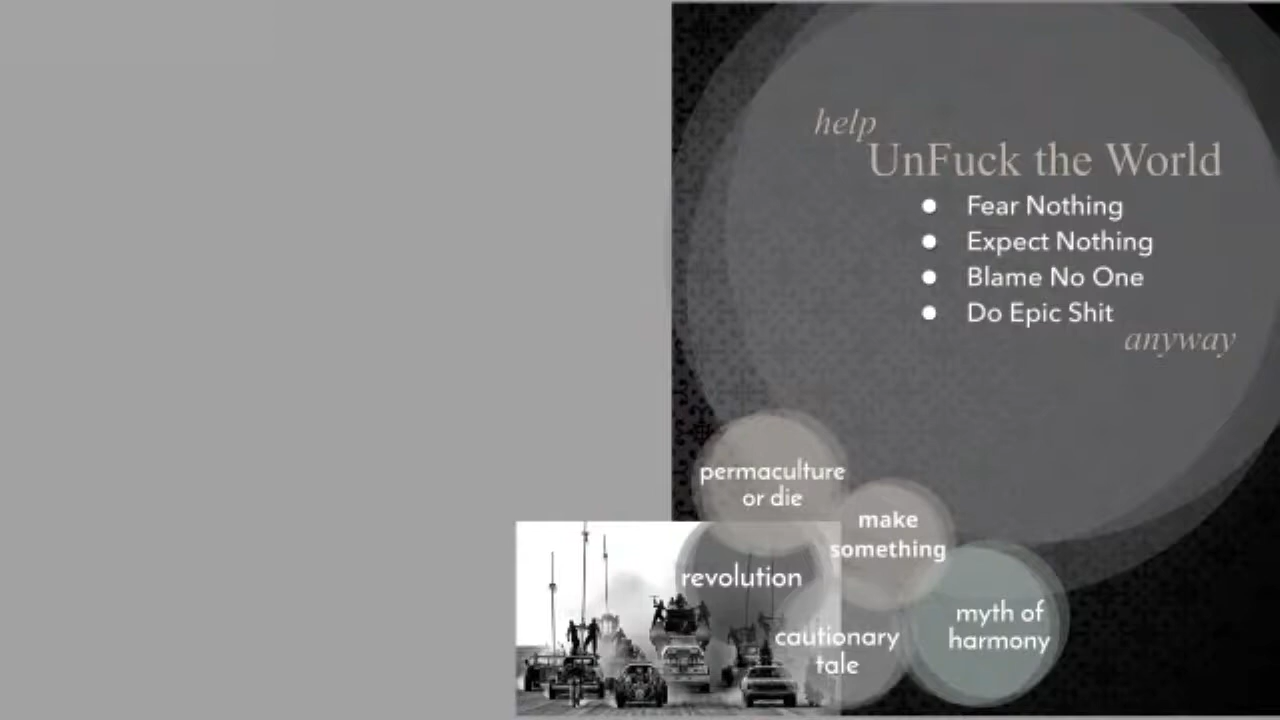 help
UnFuck the World
● Fear Nothing
● Expect Nothing
● Blame No One
● Do Epic Shit
anyway
permaculture
or die
make
something
revolution
myth of
harmony
cautionary
tale